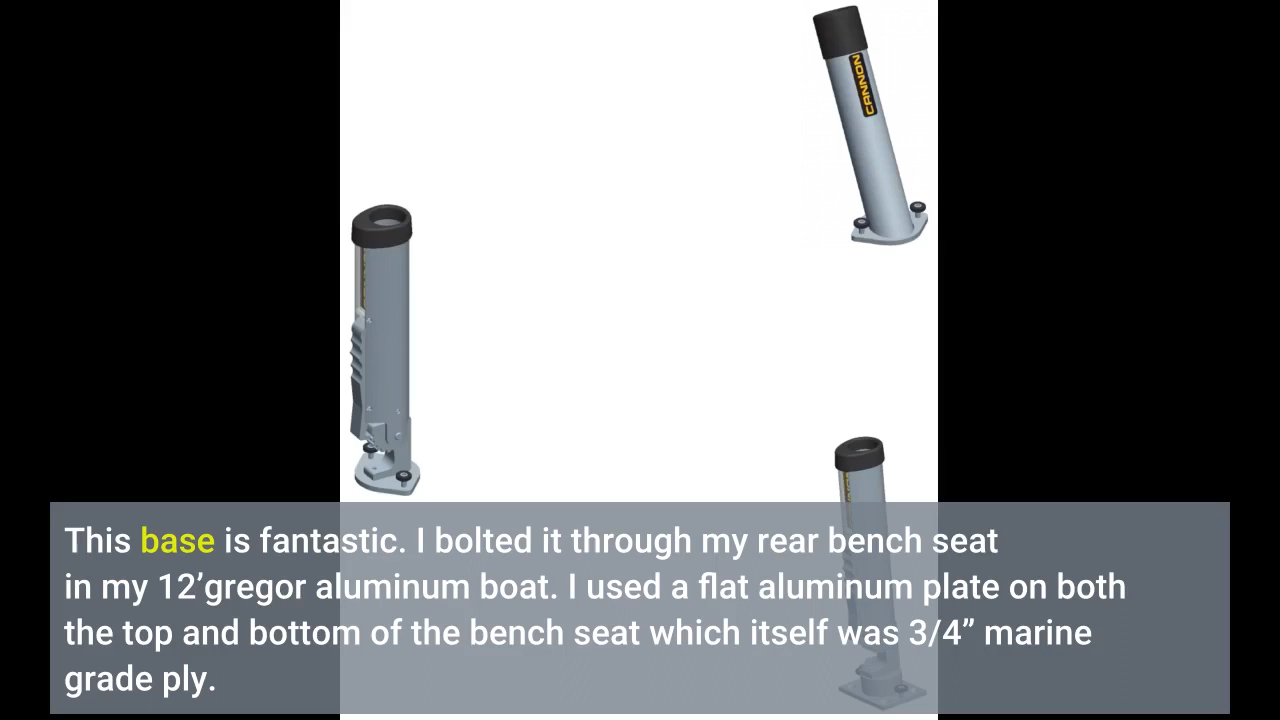 CANNON
This base is fantastic. I bolted it through my rear bench seat
in my 12’gregor aluminum boat. I used a flat aluminum plate on both
the top and bottom of the bench seat which itself was 3/4” marine
grade ply.